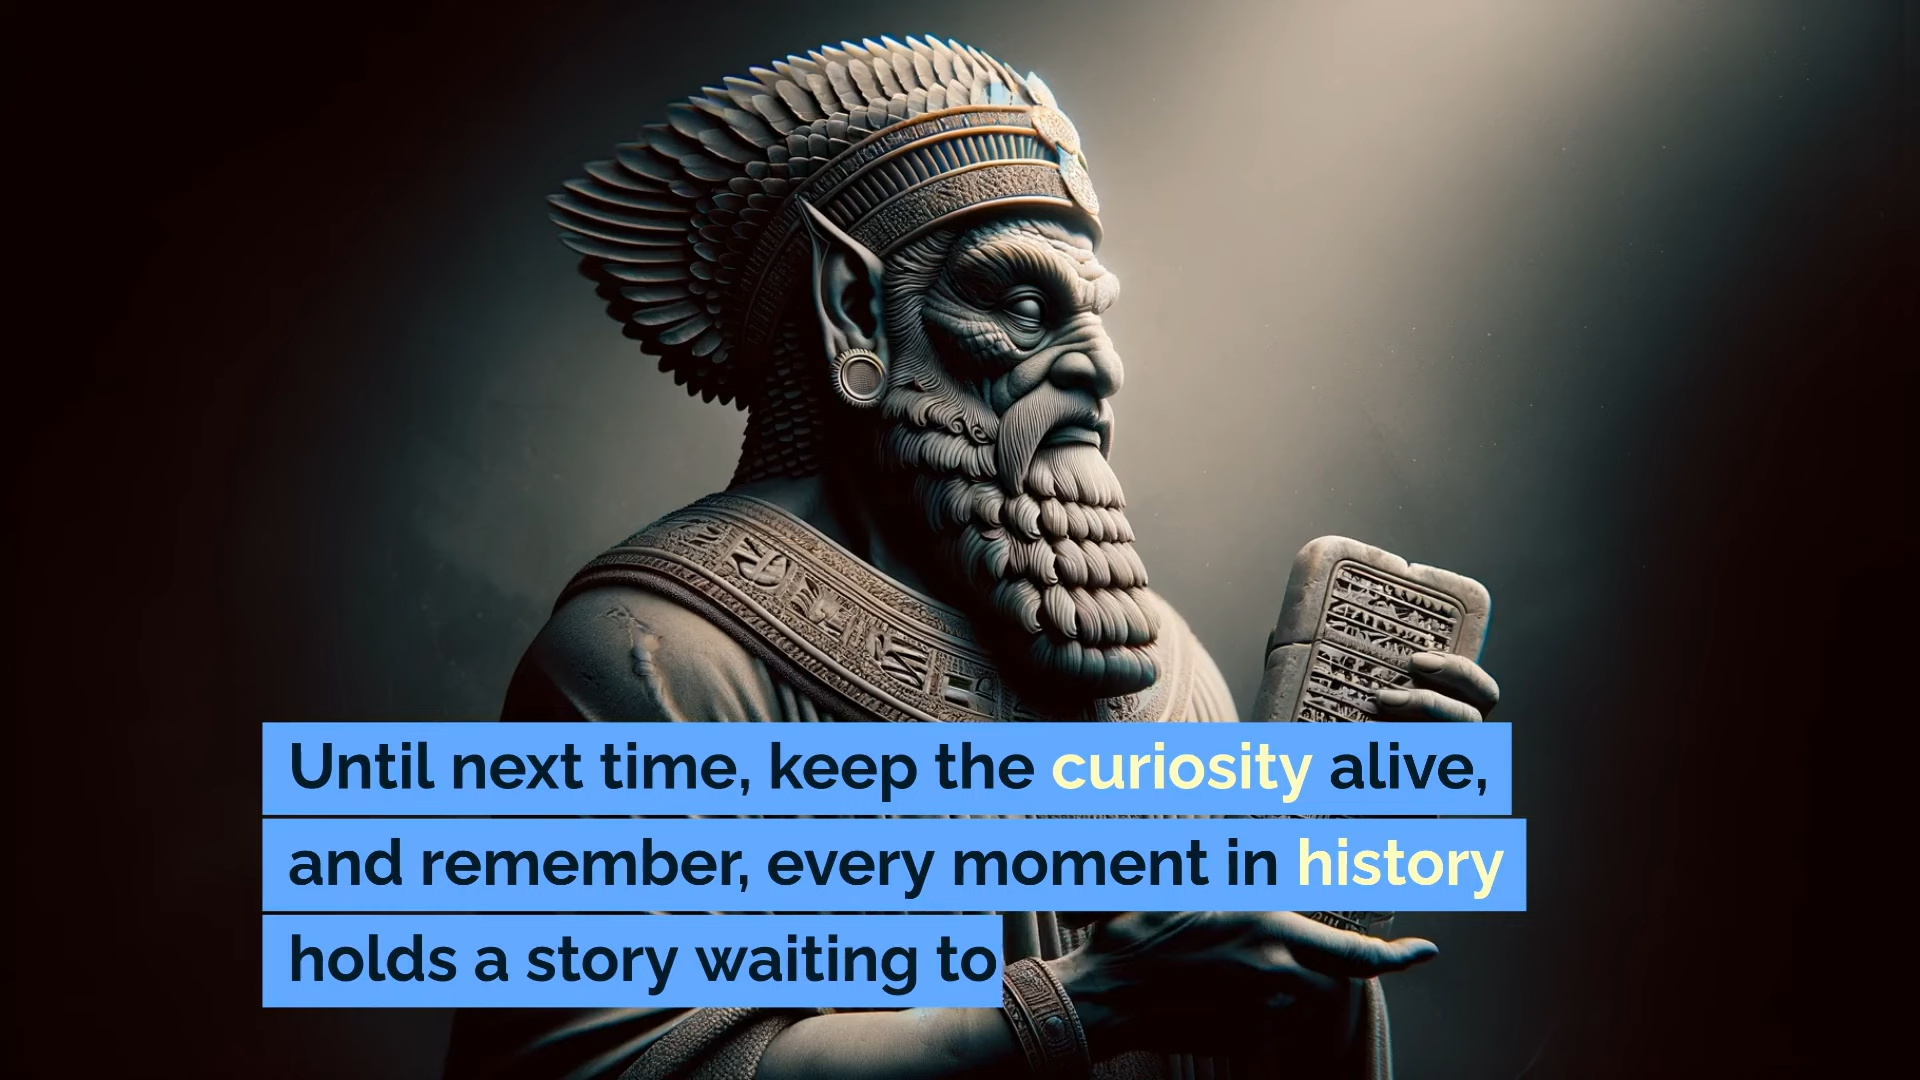 Until next time, keep the curiosity alive,
and remember, every moment in history
holds a story waiting to